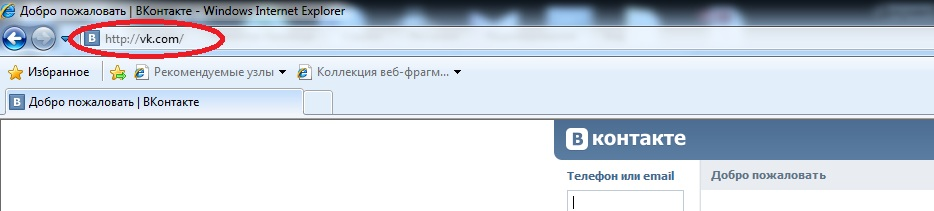 Добро пожаловать | ВКонтакте - Windows Internet Explorer
В http://vk.com/
Избранное Рекомендуемые узлы Коллекция веб-фрагм...
В Добро пожаловать | ВКонтакте
В контакте
Телефон или email Добро пожаловать